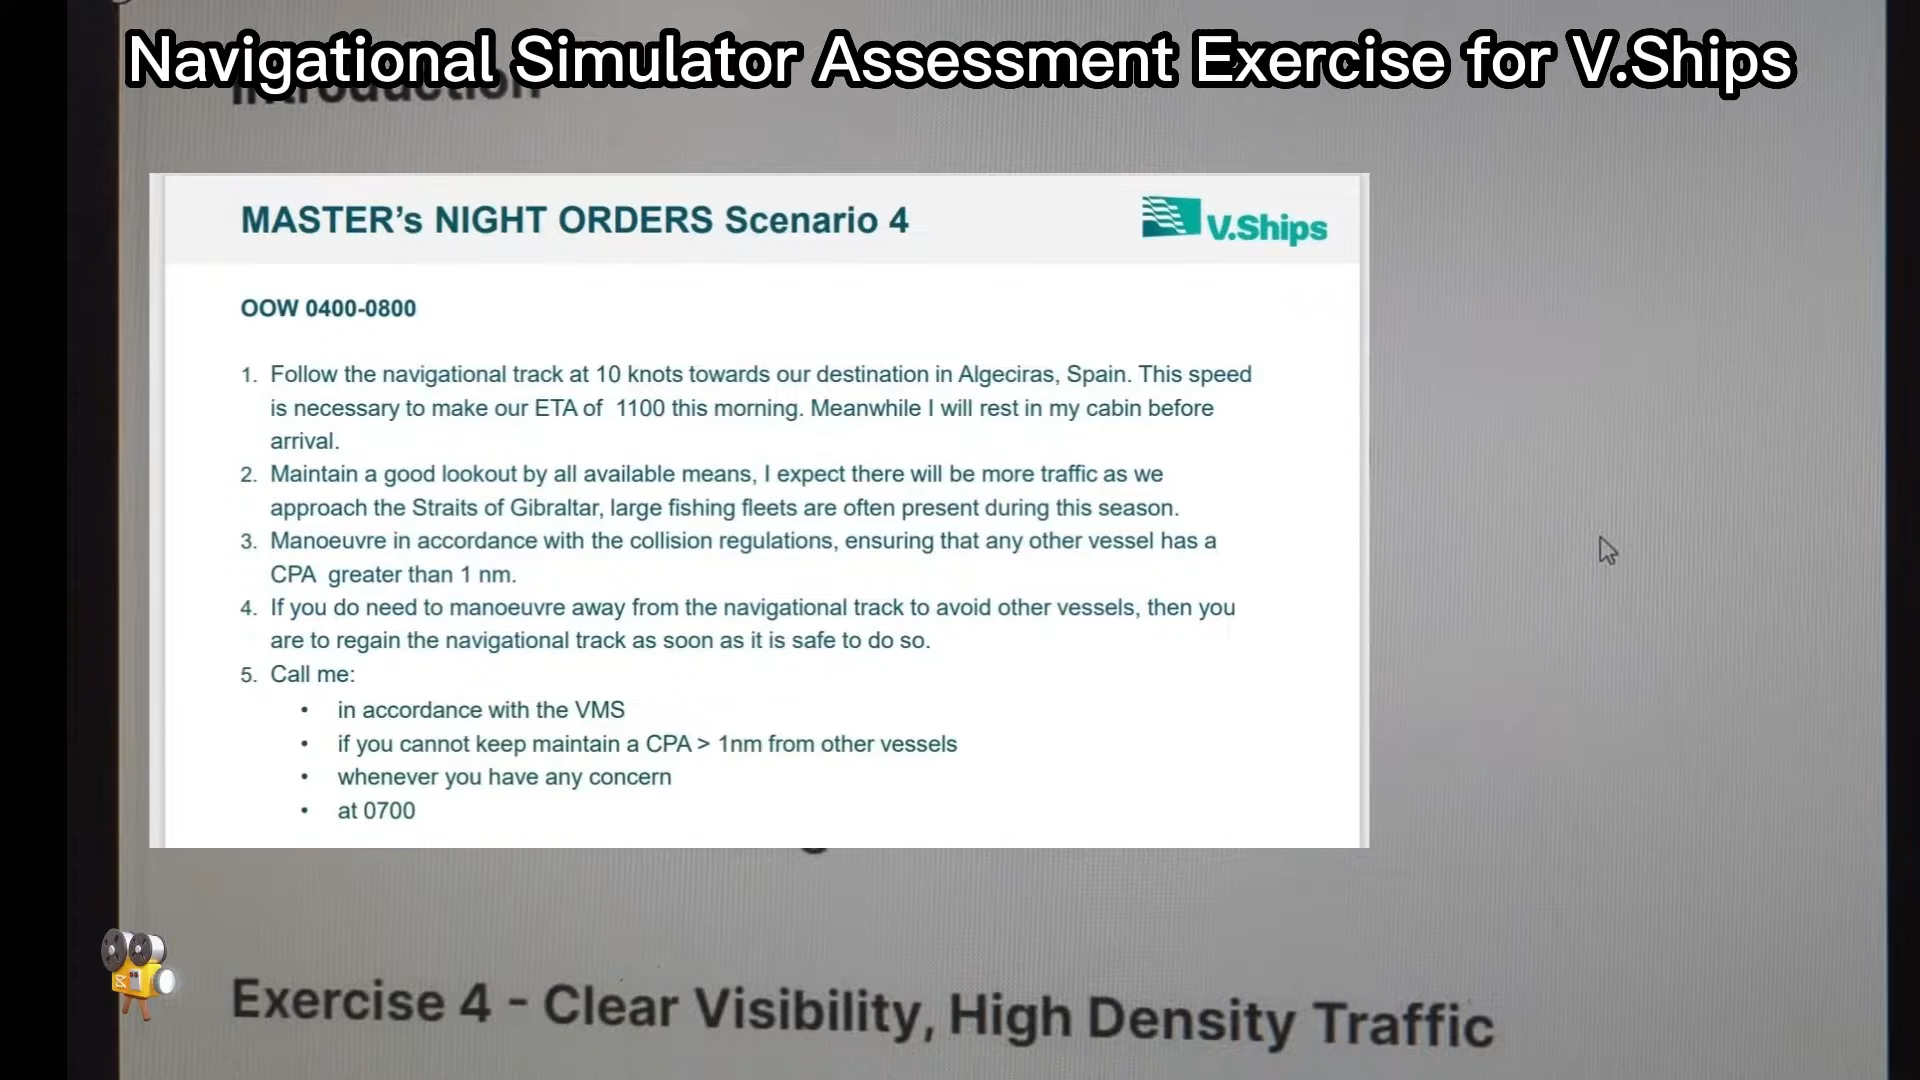 Navigational Simulator Assessment Exercise for V.Ships
Introduction
MASTER's NIGHT ORDERS Scenario 4
V.Ships
OOW 0400-0800
1. Follow the navigational track at 10 knots towards our destination in Algeciras, Spain. This speed
is necessary to make our ETA of 1100 this morning. Meanwhile I will rest in my cabin before
arrival.
2. Maintain a good lookout by all available means, I expect there will be more traffic as we
approach the Straits of Gibraltar, large fishing fleets are often present during this season.
3. Manoeuvre in accordance with the collision regulations, ensuring that any other vessel has a
CPA greater than 1 nm.
4. If you do need to manoeuvre away from the navigational track to avoid other vessels, then you
are to regain the navigational track as soon as it is safe to do so.
5. Call me:
• in accordance with the VMS
• if you cannot keep maintain a CPA > 1nm from other vessels
• whenever you have any concern
• at 0700
Exercise 4 - Clear Visibility, High Density Traffic